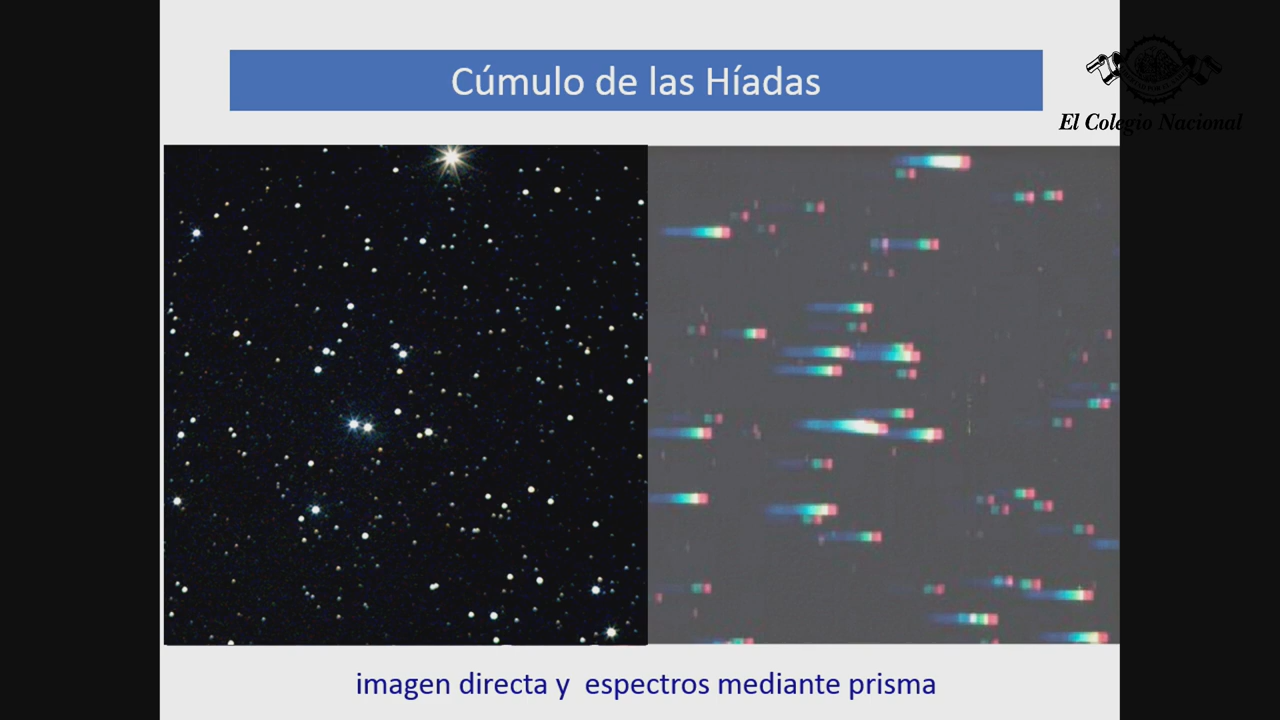 Cúmulo de las Híadas
El Colegio Nacional
imagen directa y espectros mediante prisma